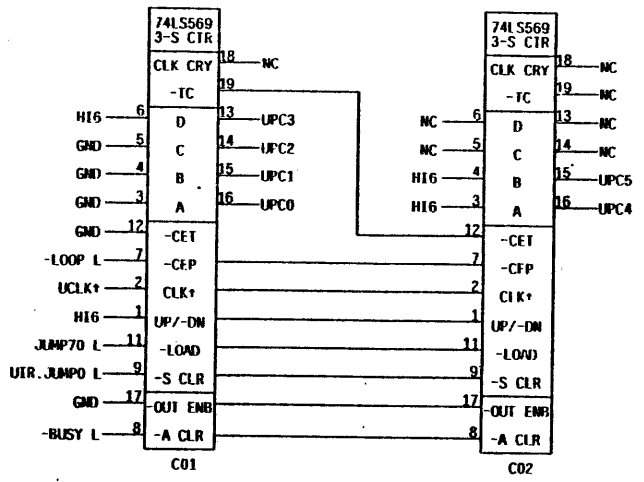 74LS569
3-S CTR
CLK CRY 18 NC
-TC 19
HI6 6 D 13 UPC3
GND 5 C 14 UPC2
GND 4 B 15 UPC1
GND 3 A 16 UPC0
GND 12 -CET
-LOOP L 7 -CEP
UCLK↑ 2 CLK↑
HI6 1 UP/-DN
JUMP70 L 11 -LOAD
UIR.JUMP0 L 9 -S CLR
GND 17 -OUT ENB
-BUSY L 8 -A CLR
C01
74LS569
3-S CTR
CLK CRY 18 NC
-TC 19 NC
NC 6 D 13 NC
NC 5 C 14 NC
HI6 4 B 15 UPC5
HI6 3 A 16 UPC4
12 -CET
7 -CEP
2 CLK↑
1 UP/-DN
11 -LOAD
9 -S CLR
17 -OUT ENB
8 -A CLR
C02